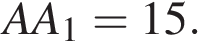 AA₁ = 15.